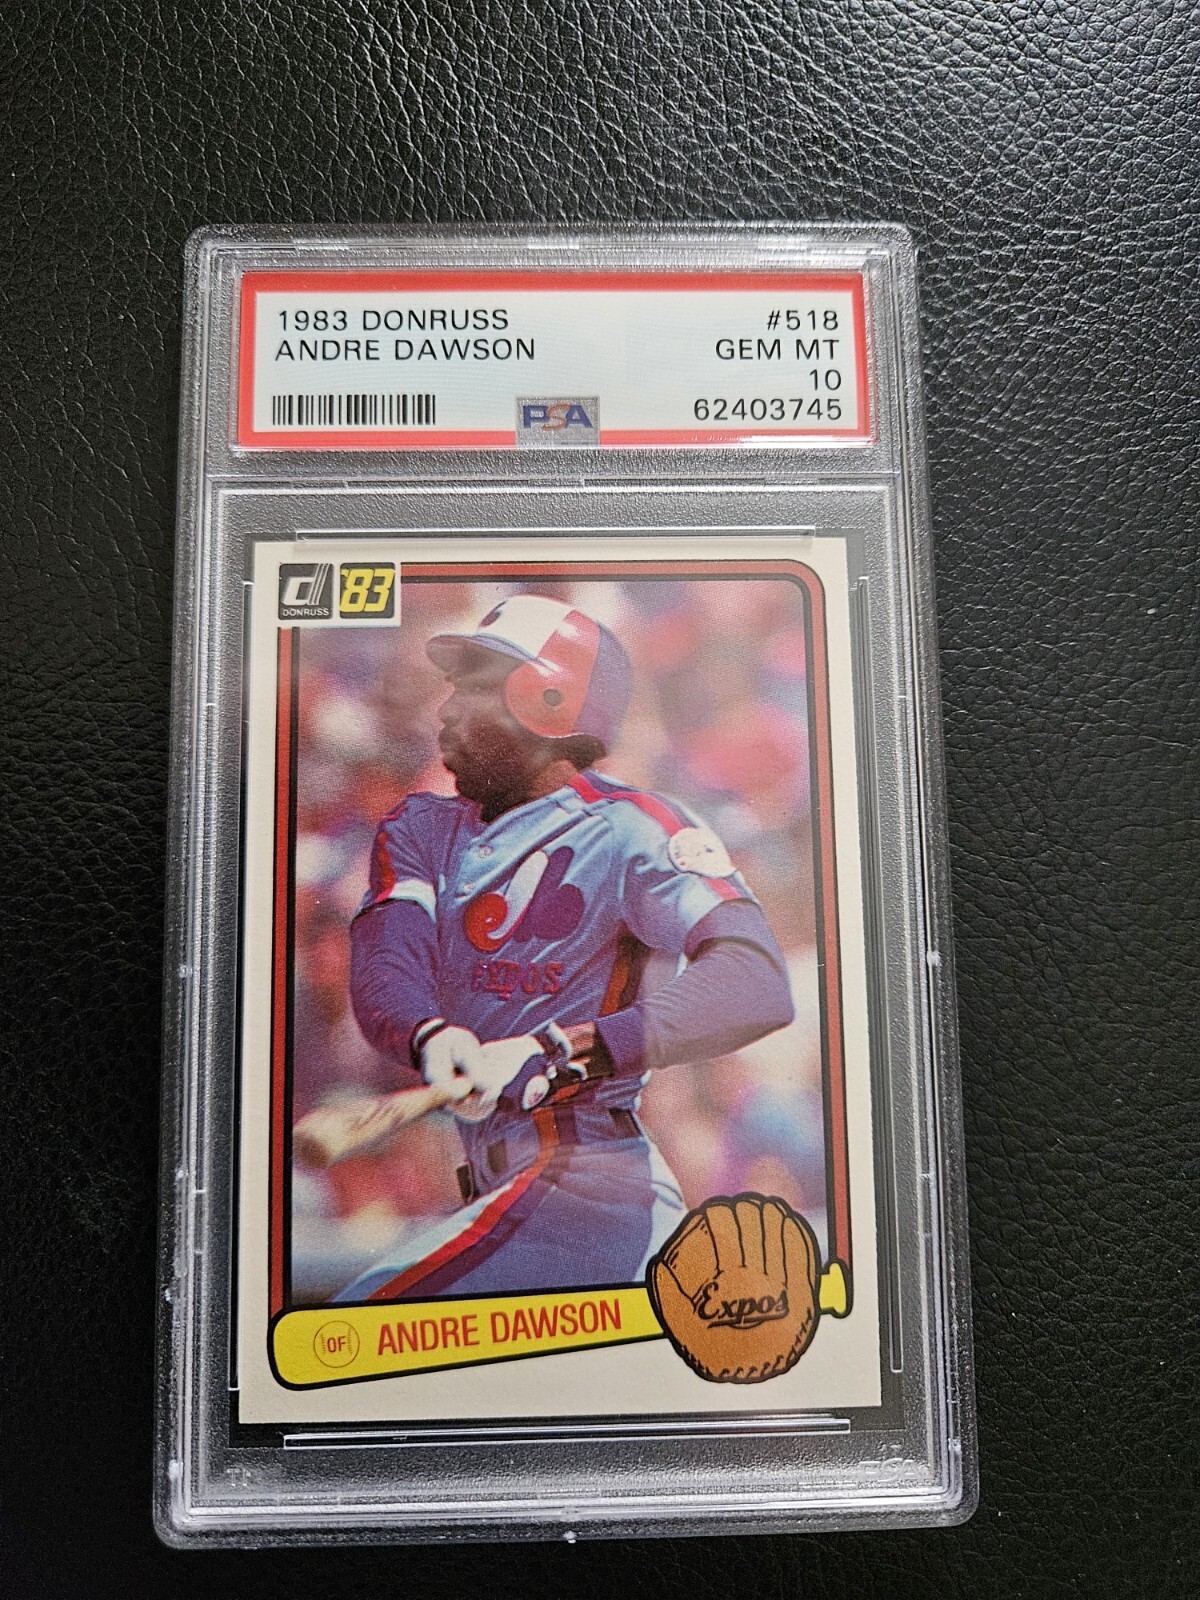 1983 DONRUSS #518
ANDRE DAWSON GEM MT
10
PSA 62403745
DONRUSS '83
EXPOS
OF ANDRE DAWSON Expos